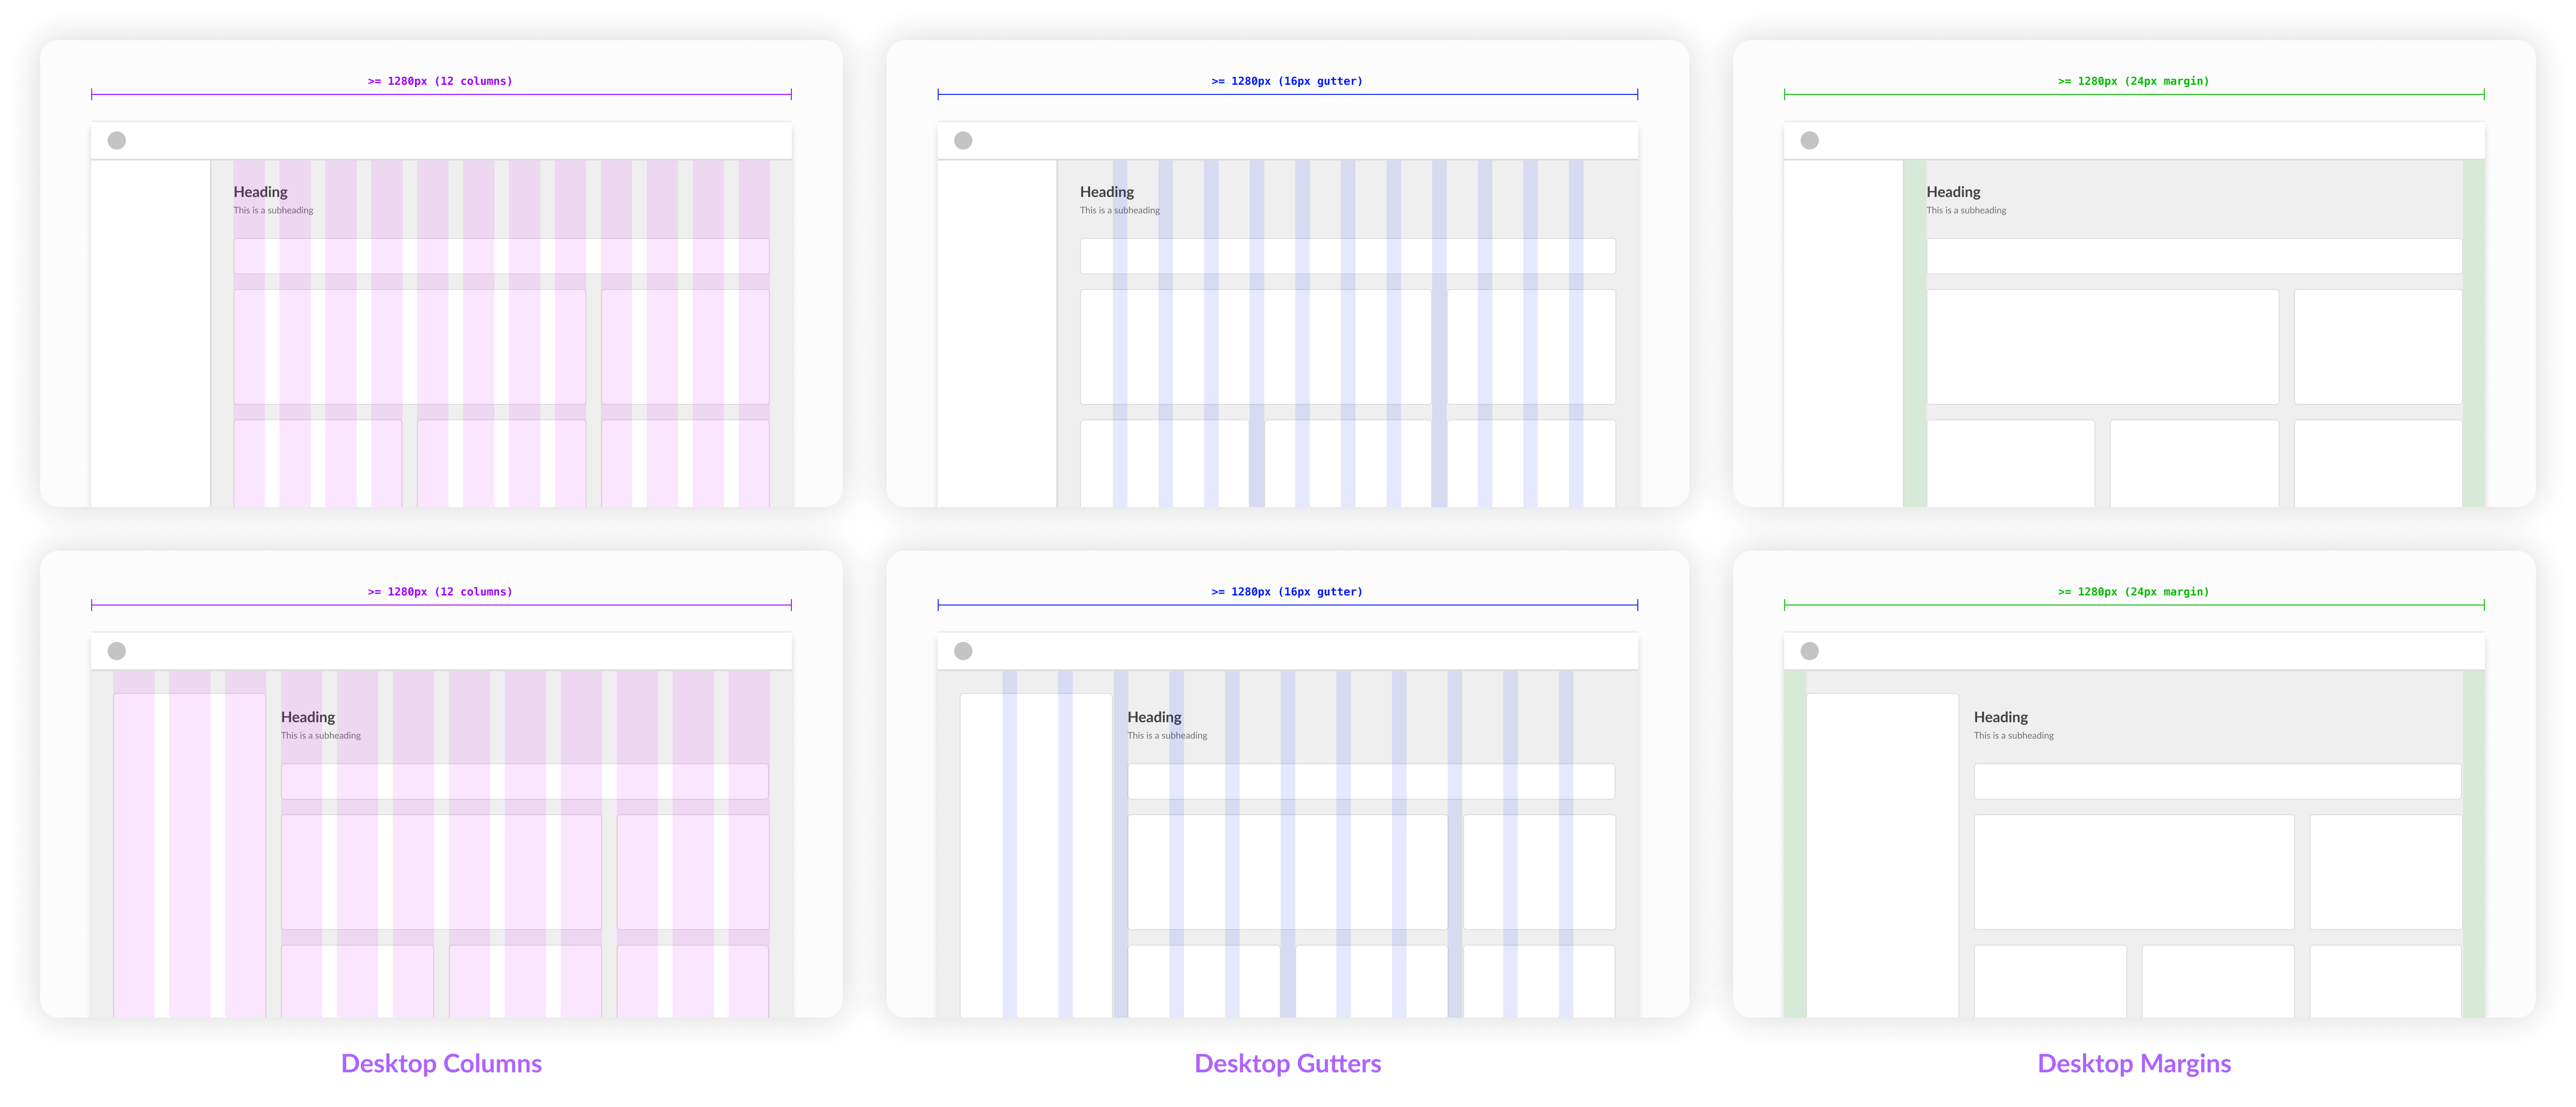 >= 1280px (12 columns)
Heading
This is a subheading
>= 1280px (16px gutter)
Heading
This is a subheading
>= 1280px (24px margin)
Heading
This is a subheading
>= 1280px (12 columns)
Heading
This is a subheading
>= 1280px (16px gutter)
Heading
This is a subheading
>= 1280px (24px margin)
Heading
This is a subheading
Desktop Columns
Desktop Gutters
Desktop Margins